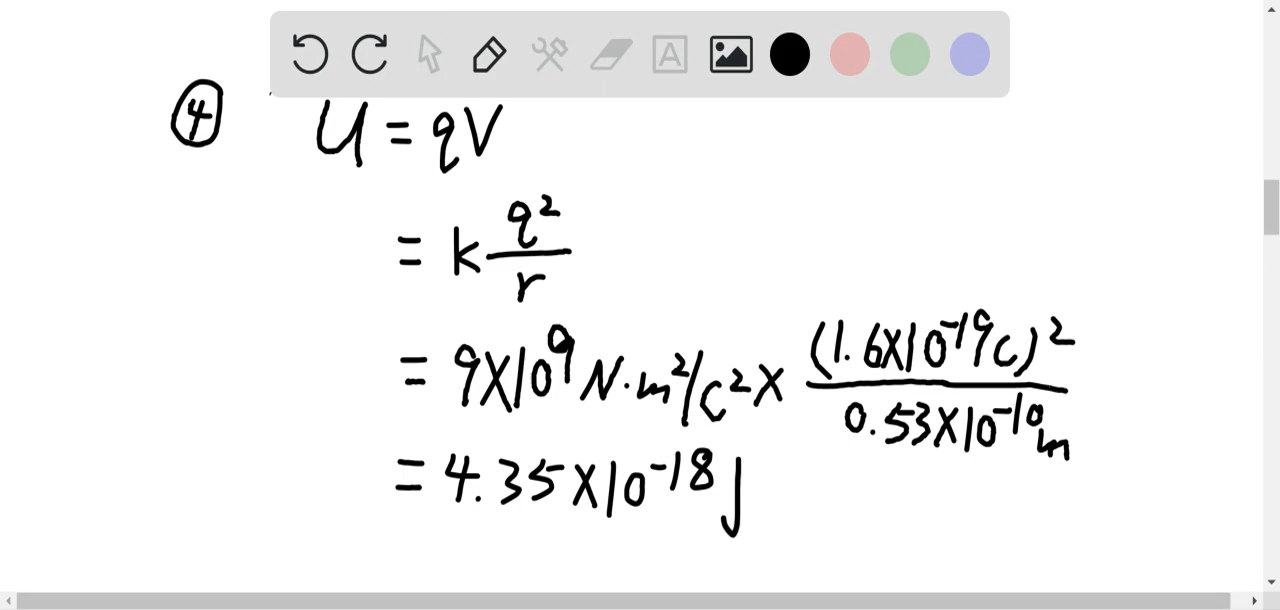 ④ U = qV
= k q²/r
= 9×10⁹ N·m²/C² × (1.6×10⁻¹⁹C)²/0.53×10⁻¹⁰m
= 4.35×10⁻¹⁸ J